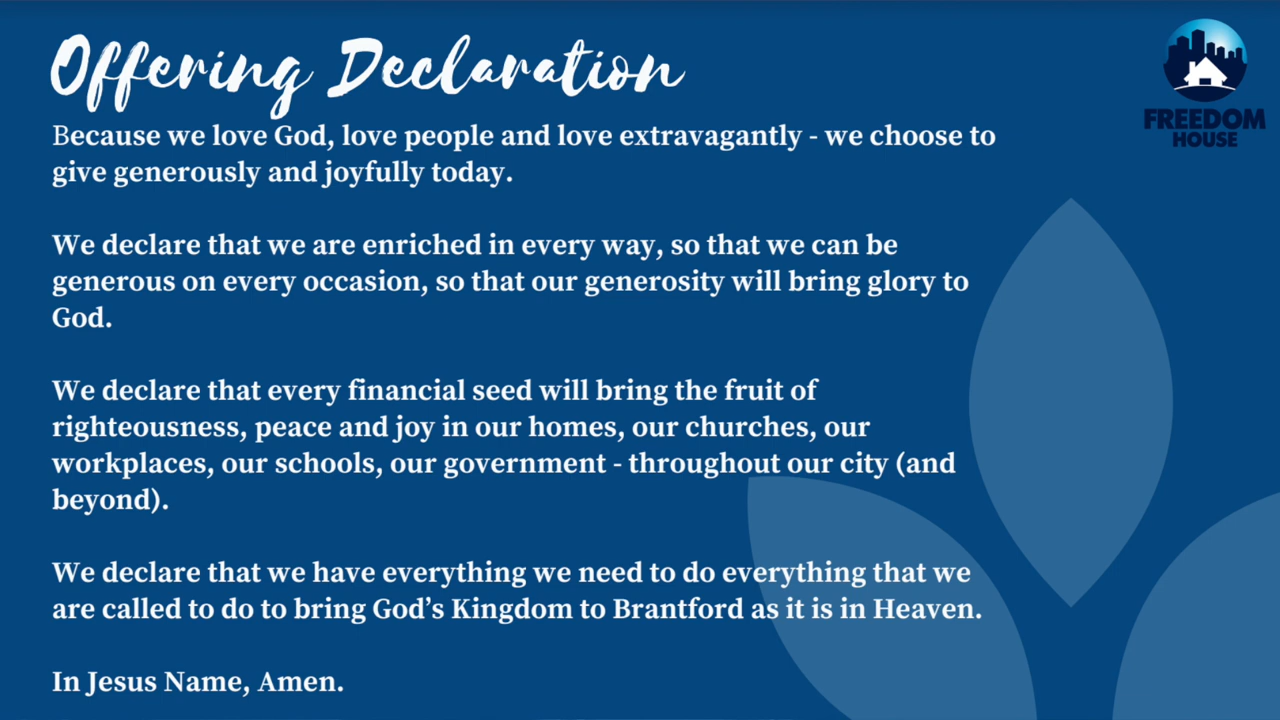 Offering Declaration
FREEDOM
HOUSE
Because we love God, love people and love extravagantly - we choose to
give generously and joyfully today.
We declare that we are enriched in every way, so that we can be
generous on every occasion, so that our generosity will bring glory to
God.
We declare that every financial seed will bring the fruit of
righteousness, peace and joy in our homes, our churches, our
workplaces, our schools, our government - throughout our city (and
beyond).
We declare that we have everything we need to do everything that we
are called to do to bring God’s Kingdom to Brantford as it is in Heaven.
In Jesus Name, Amen.